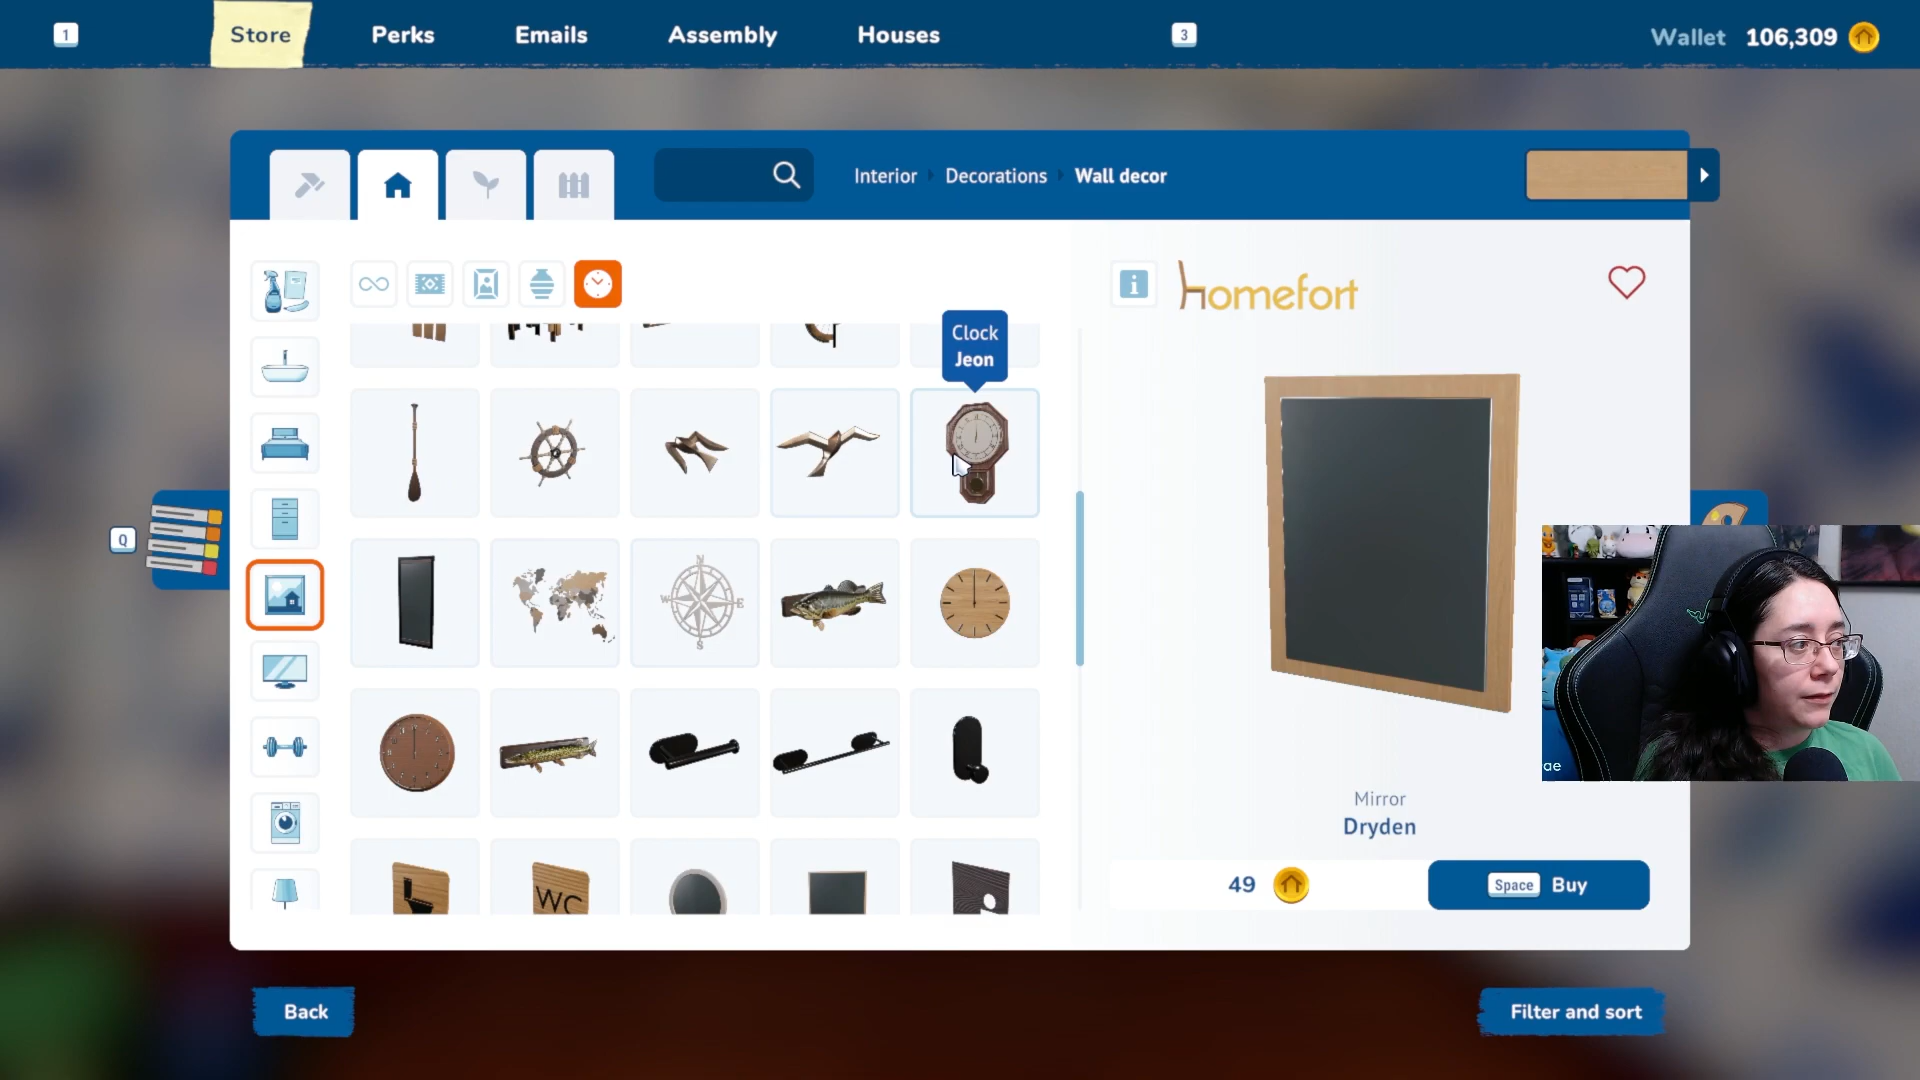 1
Store
Perks
Emails
Assembly
Houses
3
Wallet 106,309
Interior
Decorations
Wall decor
i
homefort
Clock
Jeon
Q
N
W
E
S
WC
ae
Mirror
Dryden
49
Space Buy
Back
Filter and sort